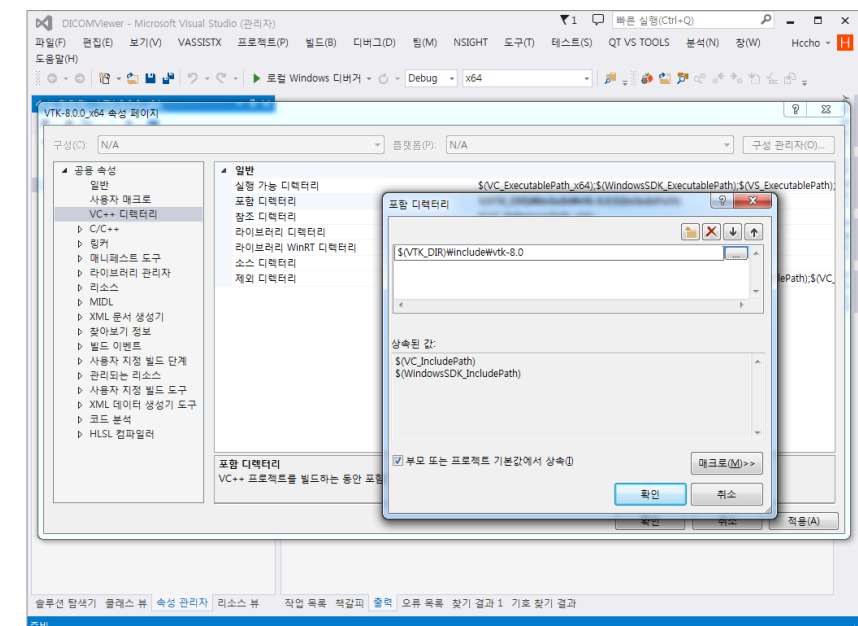 DICOMViewer - Microsoft Visual Studio (관리자)
1
빠른 실행(Ctrl+Q)
파일(F) 편집(E) 보기(V) VASSISTX 프로젝트(P) 빌드(B) 디버그(D) 팀(M) NSIGHT 도구(T) 테스트(S) QT VS TOOLS 분석(N) 창(W) Hccho H
도움말(H)
로컬 Windows 디버거 Debug x64
VTK-8.0.0_x64 속성 페이지
구성(C): N/A 플랫폼(P): N/A 구성 관리자(O)...
공용 속성
일반
사용자 매크로
VC++ 디렉터리
C/C++
링커
매니페스트 도구
라이브러리 관리자
리소스
MIDL
XML 문서 생성기
찾아보기 정보
빌드 이벤트
사용자 지정 빌드 단계
관리되는 리소스
사용자 지정 빌드 도구
XML 데이터 생성기 도구
코드 분석
HLSL 컴파일러
일반
실행 가능 디렉터리 $(VC_ExecutablePath_x64);$(WindowsSDK_ExecutablePath);$(VS_ExecutablePath);
포함 디렉터리
참조 디렉터리
라이브러리 디렉터리
라이브러리 WinRT 디렉터리
소스 디렉터리
제외 디렉터리 ePath);$(VC_
포함 디렉터리
VC++ 프로젝트를 빌드하는 동안 포함
포함 디렉터리
$(VTK_DIR)₩include₩vtk-8.0
...
상속된 값:
$(VC_IncludePath)
$(WindowsSDK_IncludePath)
부모 또는 프로젝트 기본값에서 상속(I)
매크로(M)>>
확인 취소
확인 취소 적용(A)
솔루션 탐색기 클래스 뷰 속성 관리자 리소스 뷰 작업 목록 책갈피 출력 오류 목록 찾기 결과 1 기호 찾기 결과
준비